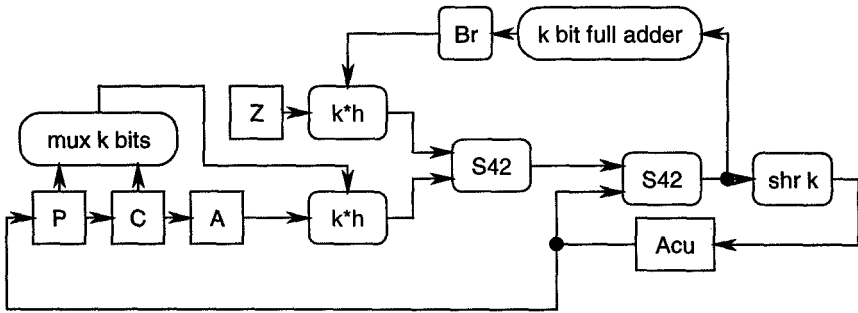 Br
k bit full adder
Z
k*h
mux k bits
S42
S42
shr k
P
C
A
k*h
Acu